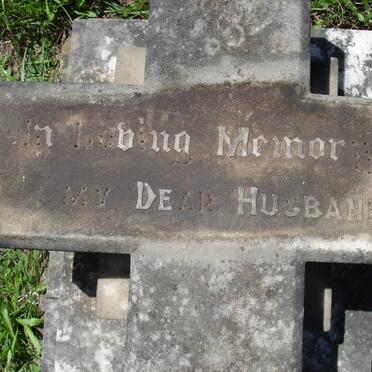 In Loving Memory
MY DEAR HUSBAND